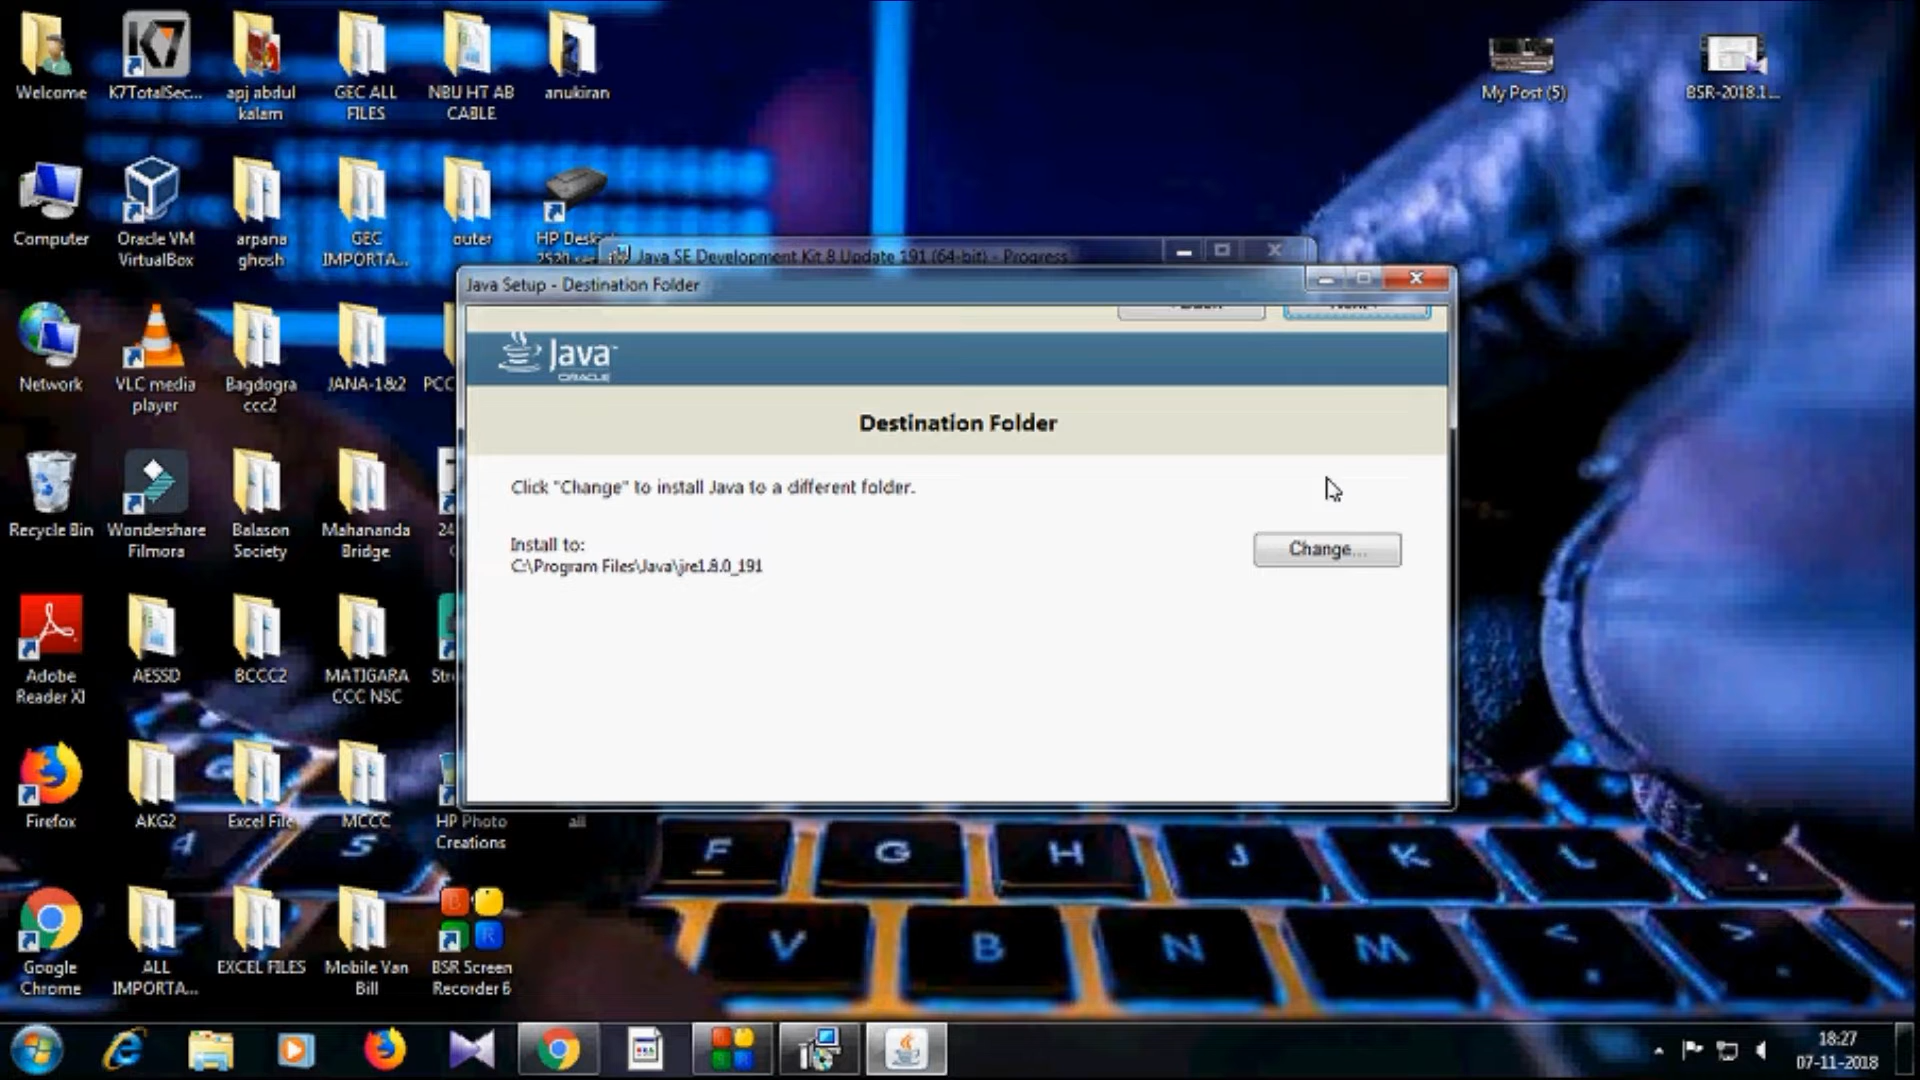 Welcome
K7TotalSec...
apj abdul
kalam
GEC ALL
FILES
NBU HT AB
CABLE
anukiran
My Post (5)
BSR-2018.1...
Computer
Oracle VM
VirtualBox
arpana
ghosh
GEC
IMPORTA...
outer
HP Deskj
Java SE Development Kit 8 Update 191 (64-bit) - Progress
Java Setup - Destination Folder
Java
ORACLE
Destination Folder
Click "Change" to install Java to a different folder.
Install to:
C:\Program Files\Java\jre1.8.0_191
Change...
Network
VLC media
player
Bagdogra
ccc2
JANA-1&2
PCC
Recycle Bin
Wondershare
Filmora
Balason
Society
Mahananda
Bridge
24
Adobe
Reader XI
AESSD
BCCC2
MATIGARA
CCC NSC
Str
Firefox
AKG2
Excel File
MCCC
HP Photo
Creations
all
Google
Chrome
ALL
IMPORTA...
EXCEL FILES
Mobile Van
Bill
BSR Screen
Recorder 6
F G H J K L
V B N M < >
18:27
07-11-2018